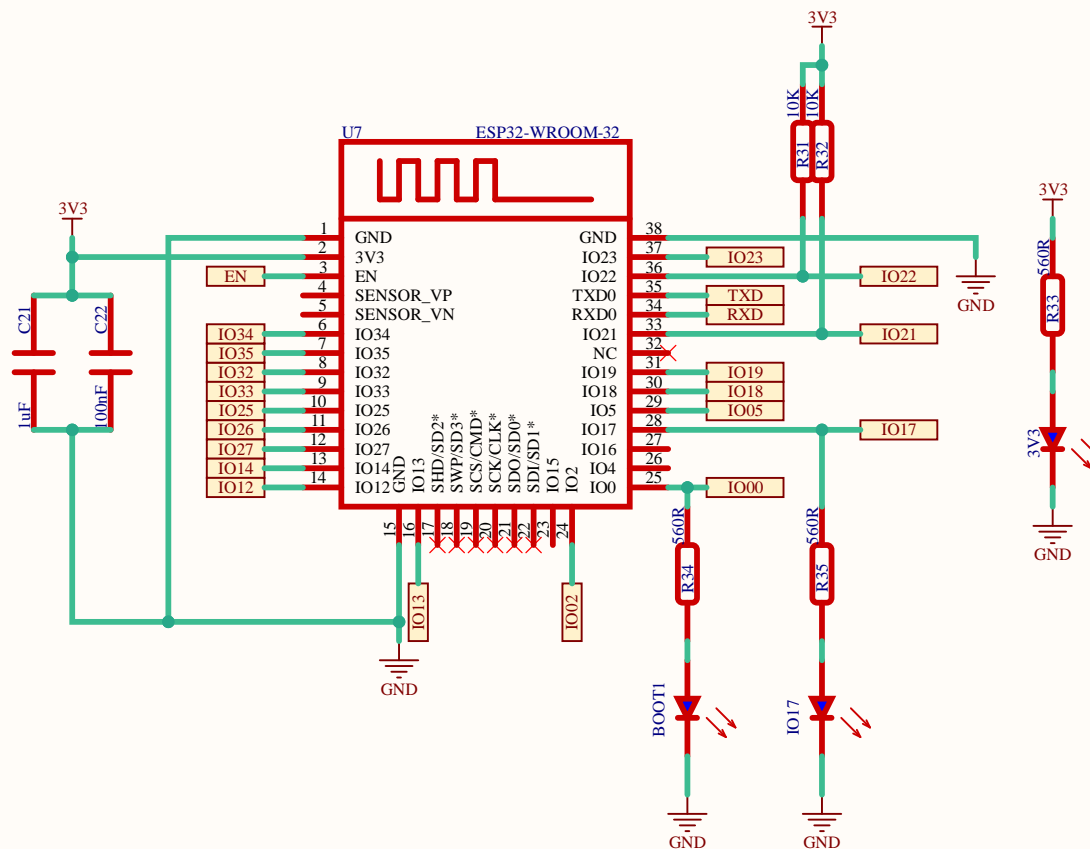 3V3
10K
10K
R31
R32
U7
ESP32-WROOM-32
3V3
1 GND
2 3V3
3 EN
4 SENSOR_VP
5 SENSOR_VN
6 IO34
7 IO35
8 IO32
9 IO33
10 IO25
11 IO26
12 IO27
13 IO14
14 IO12
EN
IO34
IO35
IO32
IO33
IO25
IO26
IO27
IO14
IO12
C21
C22
1uF
100nF
GND 38
IO23 37
IO22 36
TXD0 35
RXD0 34
IO21 33
NC 32
IO19 31
IO18 30
IO5 29
IO17 28
IO16 27
IO4 26
IO0 25
IO23
IO22
TXD
RXD
IO21
IO19
IO18
IO05
IO17
IO00
GND
GND 15
IO13 16
SHD/SD2* 17
SWP/SD3* 18
SCS/CMD* 19
SCK/CLK* 20
SDO/SD0* 21
SDI/SD1* 22
IO15 23
IO2 24
IO13
IO02
GND
3V3
560R
R33
3V3
GND
560R
R34
BOOT1
GND
560R
R35
IO17
GND